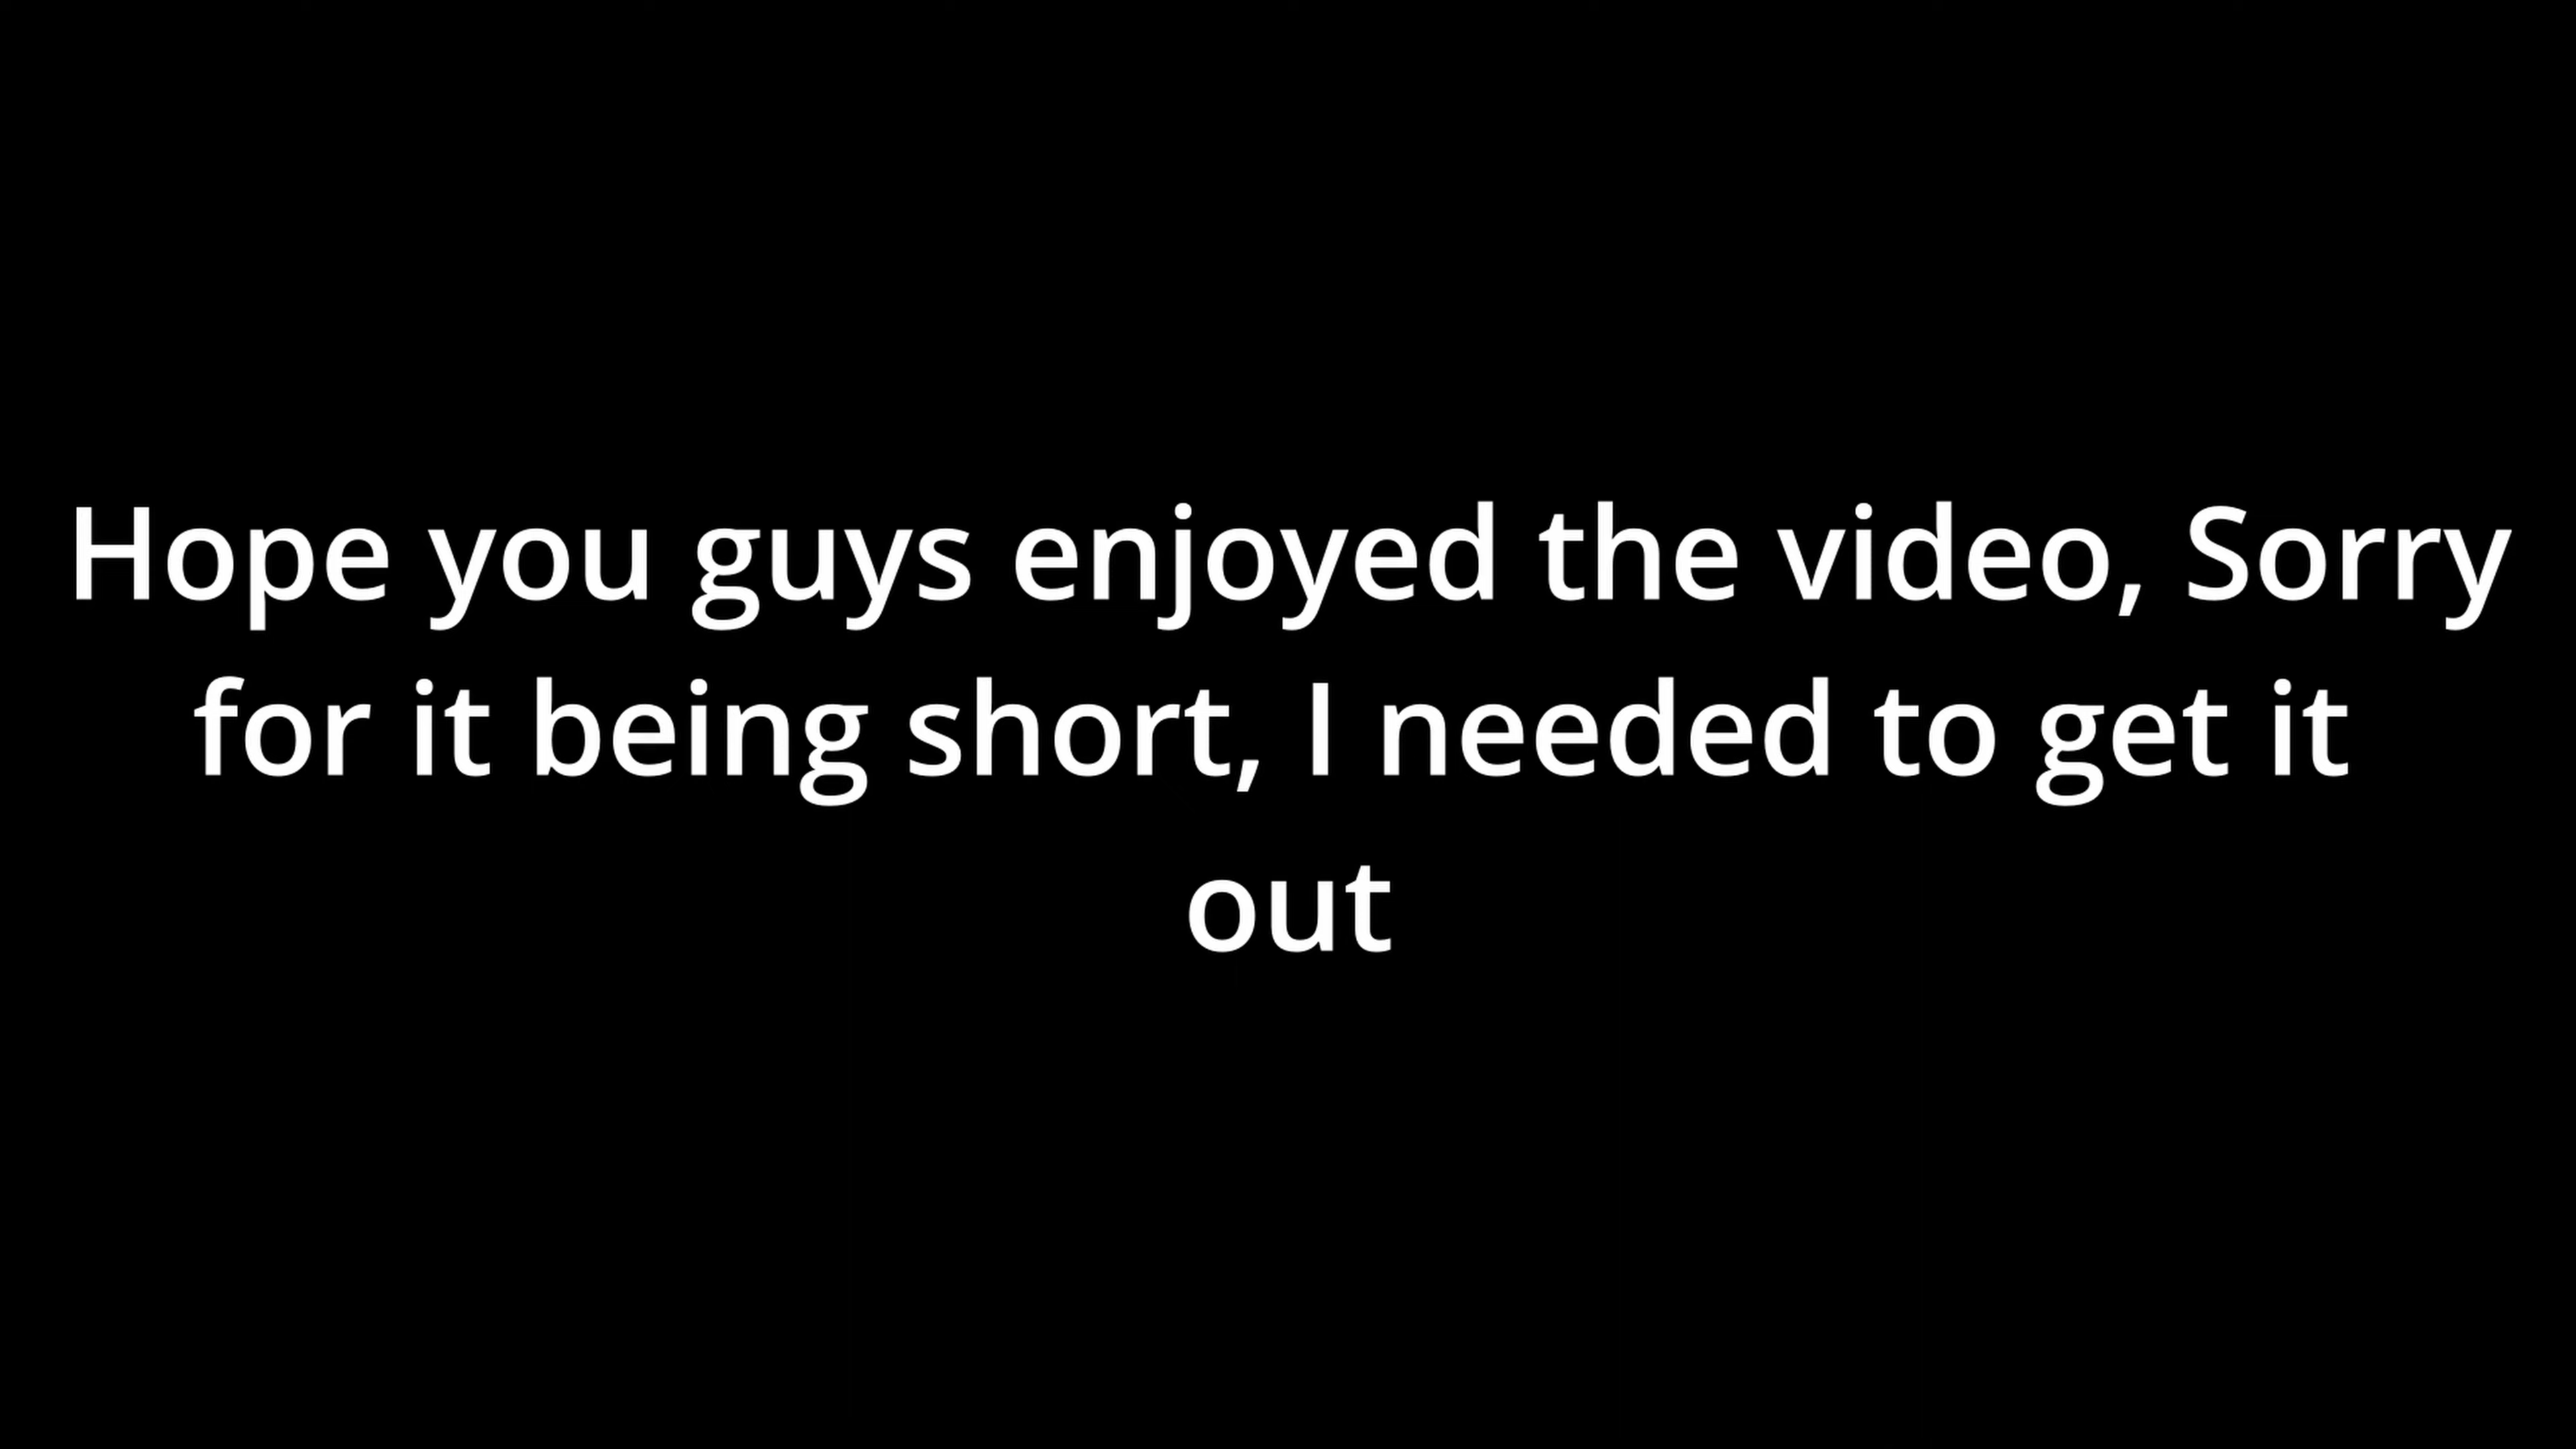 Hope you guys enjoyed the video, Sorry
for it being short, I needed to get it
out